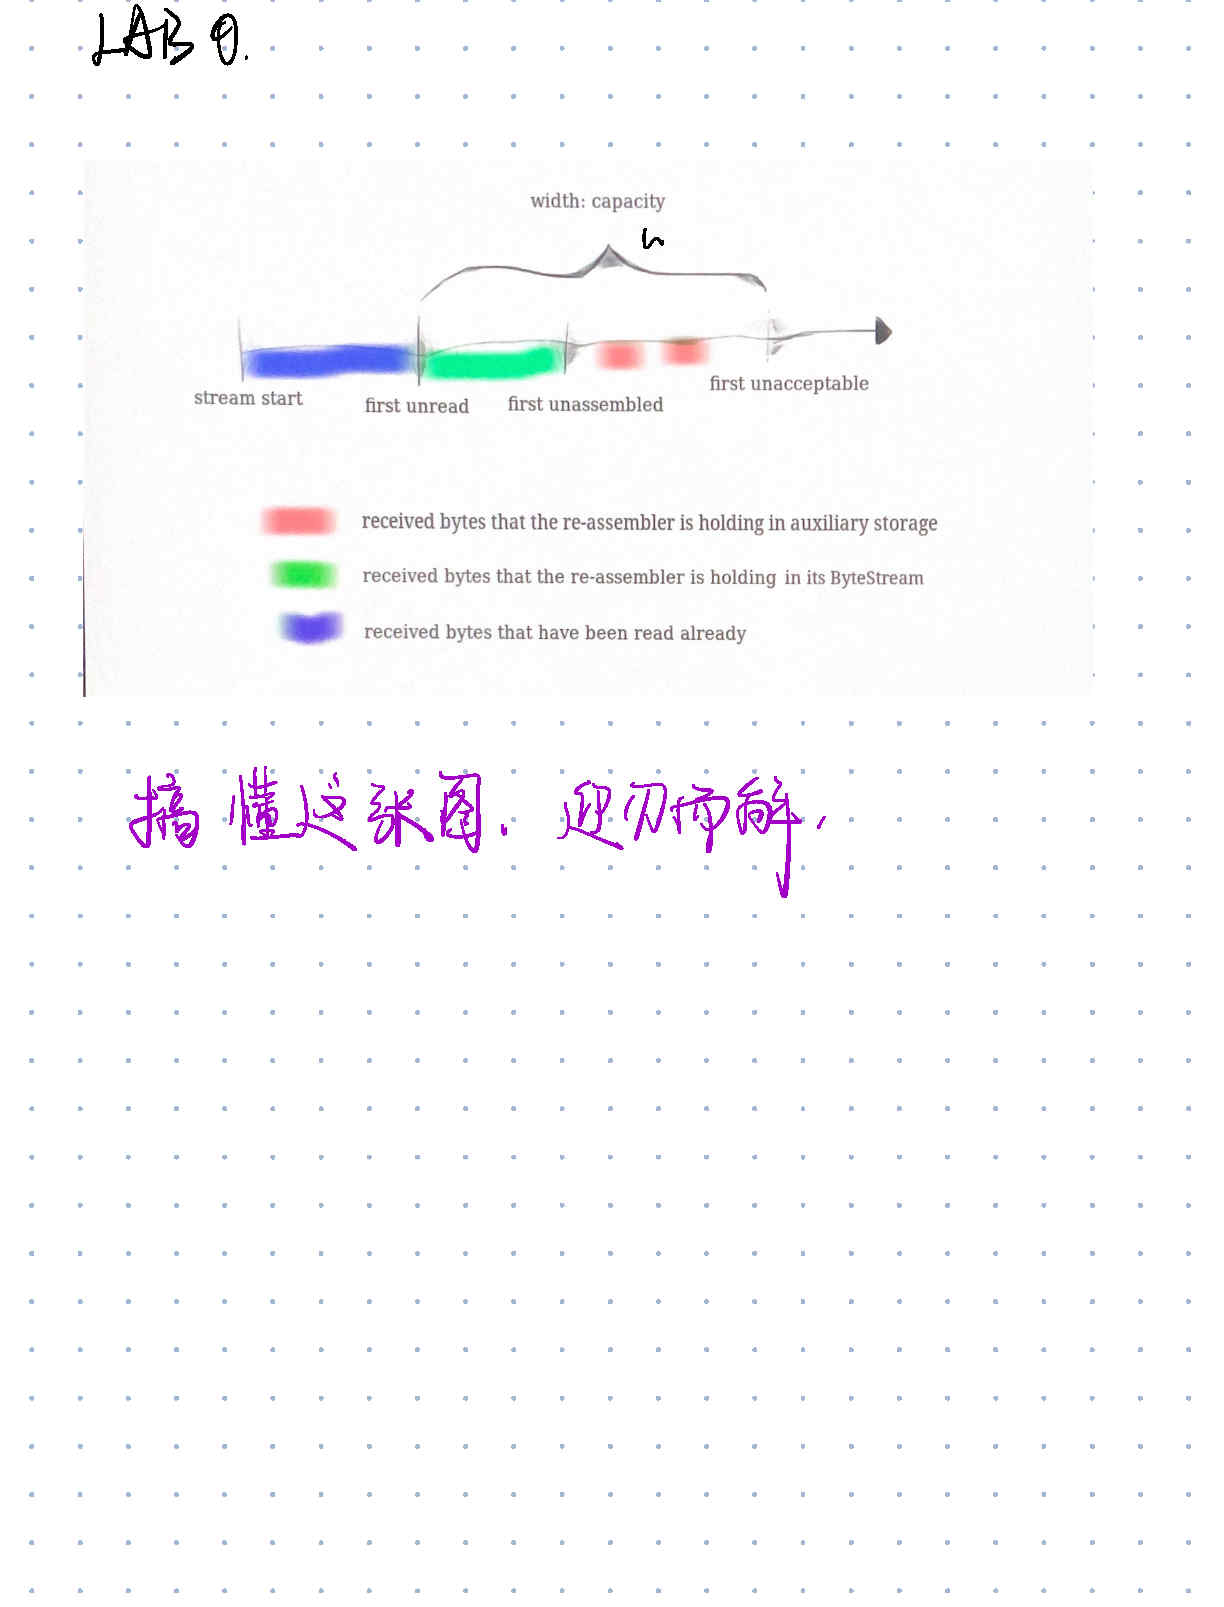 LAB 0.
width: capacity
stream start
first unread
first unassembled
first unacceptable
received bytes that the re-assembler is holding in auxiliary storage
received bytes that the re-assembler is holding in its ByteStream
received bytes that have been read already
搞懂这张图. 迎刃而解,